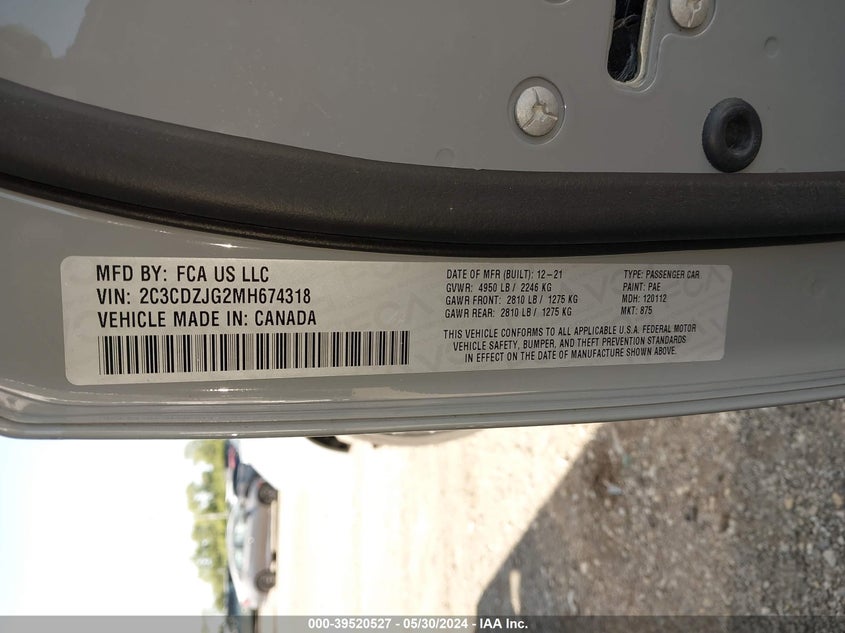 MFD BY: FCA US LLC
VIN: 2C3CDZJG2MH674318
VEHICLE MADE IN: CANADA
DATE OF MFR (BUILT): 12-21
GVWR: 4950 LB / 2246 KG
GAWR FRONT: 2810 LB / 1275 KG
GAWR REAR: 2810 LB / 1275 KG
TYPE: PASSENGER CAR
PAINT: PAE
MDH: 120112
MKT: 875
THIS VEHICLE CONFORMS TO ALL APPLICABLE U.S.A. FEDERAL MOTOR
VEHICLE SAFETY, BUMPER, AND THEFT PREVENTION STANDARDS
IN EFFECT ON THE DATE OF MANUFACTURE SHOWN ABOVE.
000-39520527 - 05/30/2024 - IAA Inc.